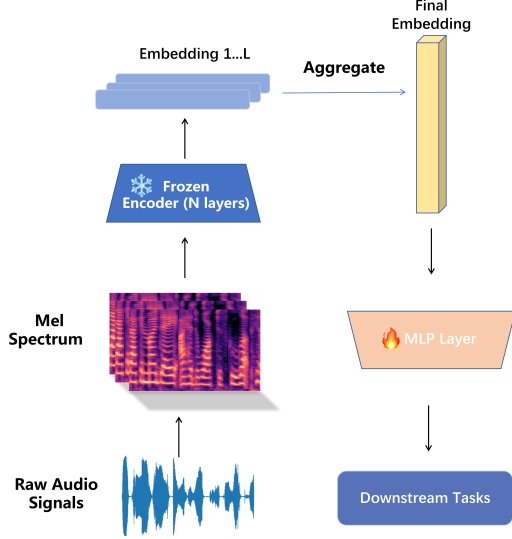 Final
Embedding
Embedding 1...L
Aggregate
Frozen
Encoder (N layers)
Mel
Spectrum
MLP Layer
Raw Audio
Signals
Downstream Tasks